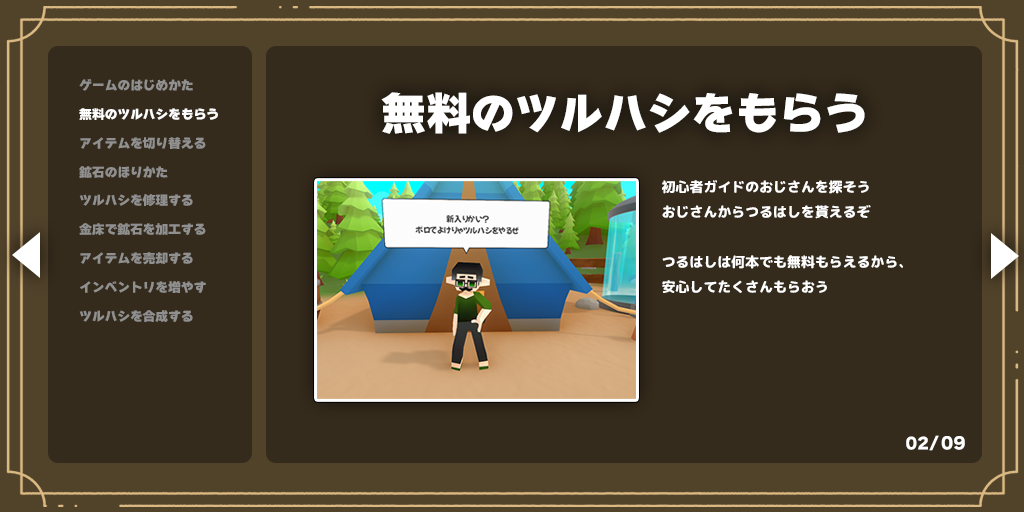 ゲームのはじめかた
無料のツルハシをもらう
アイテムを切り替える
鉱石のほりかた
ツルハシを修理する
金床で鉱石を加工する
アイテムを売却する
インベントリを増やす
ツルハシを合成する
無料のツルハシをもらう
新入りかい?
ボロでよけりゃツルハシをやるぜ
初心者ガイドのおじさんを探そう
おじさんからつるはしを貰えるぞ
つるはしは何本でも無料もらえるから、
安心してたくさんもらおう
02/09